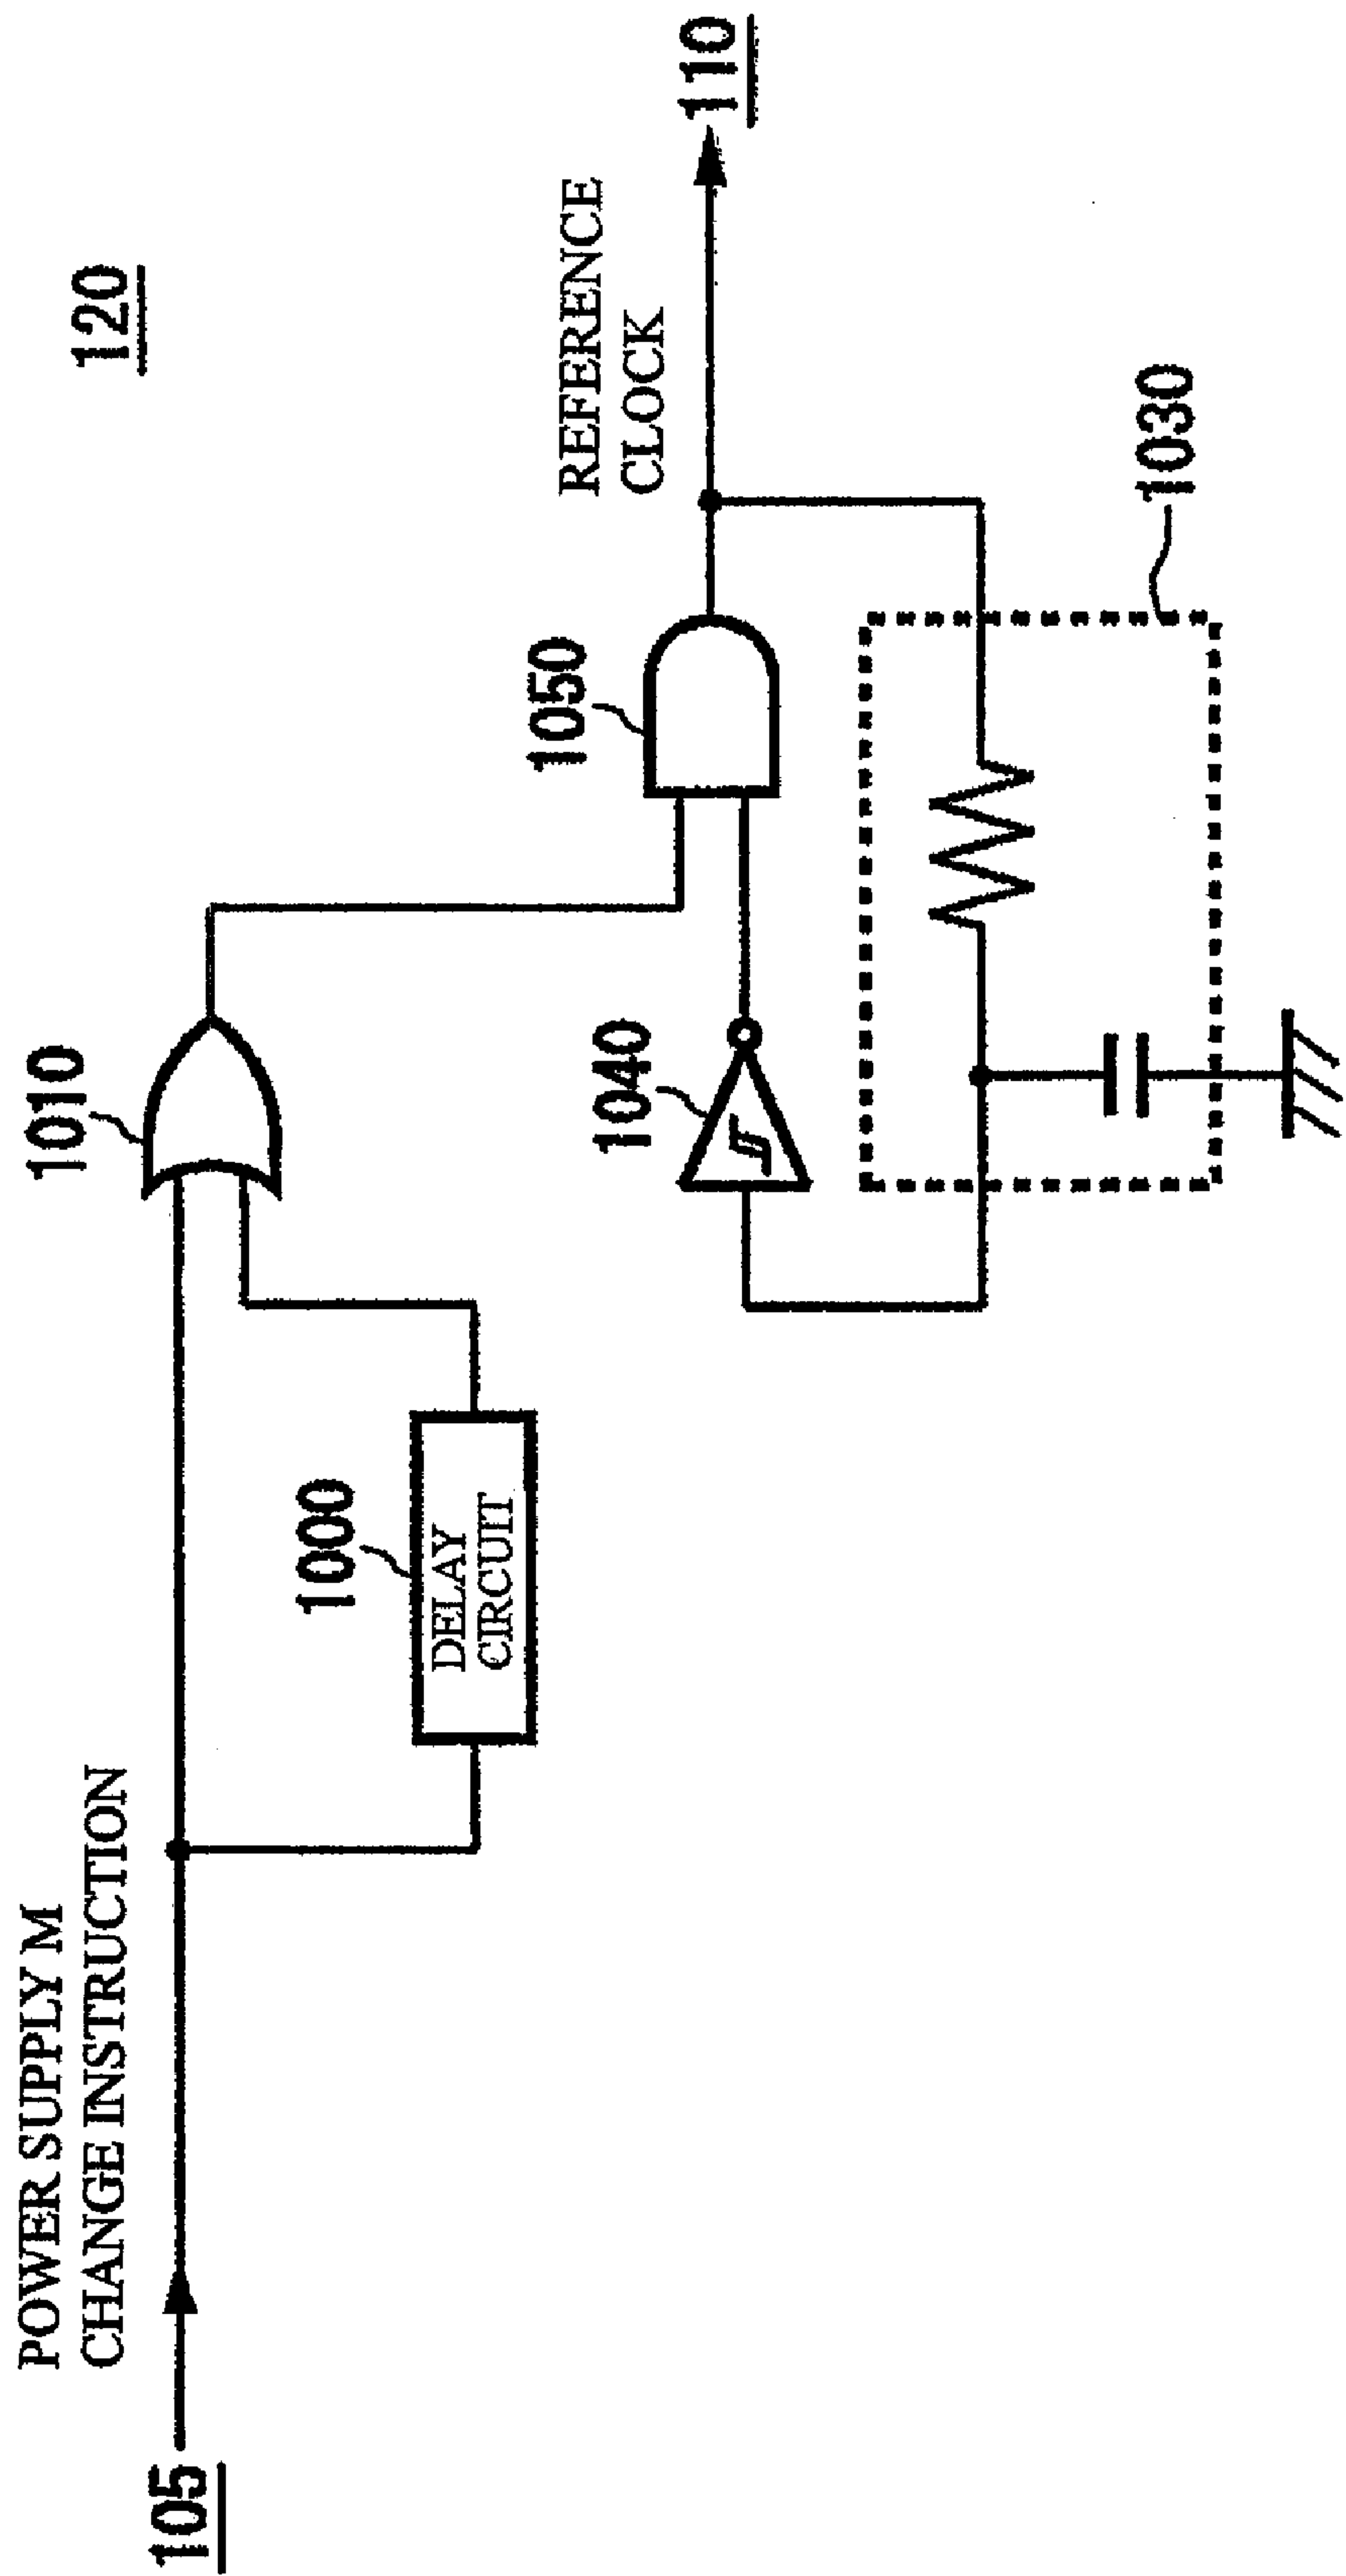 120
POWER SUPPLY M
CHANGE INSTRUCTION
105
1010
1000
DELAY
CIRCUIT
1040
1050
REFERENCE
CLOCK
110
1030